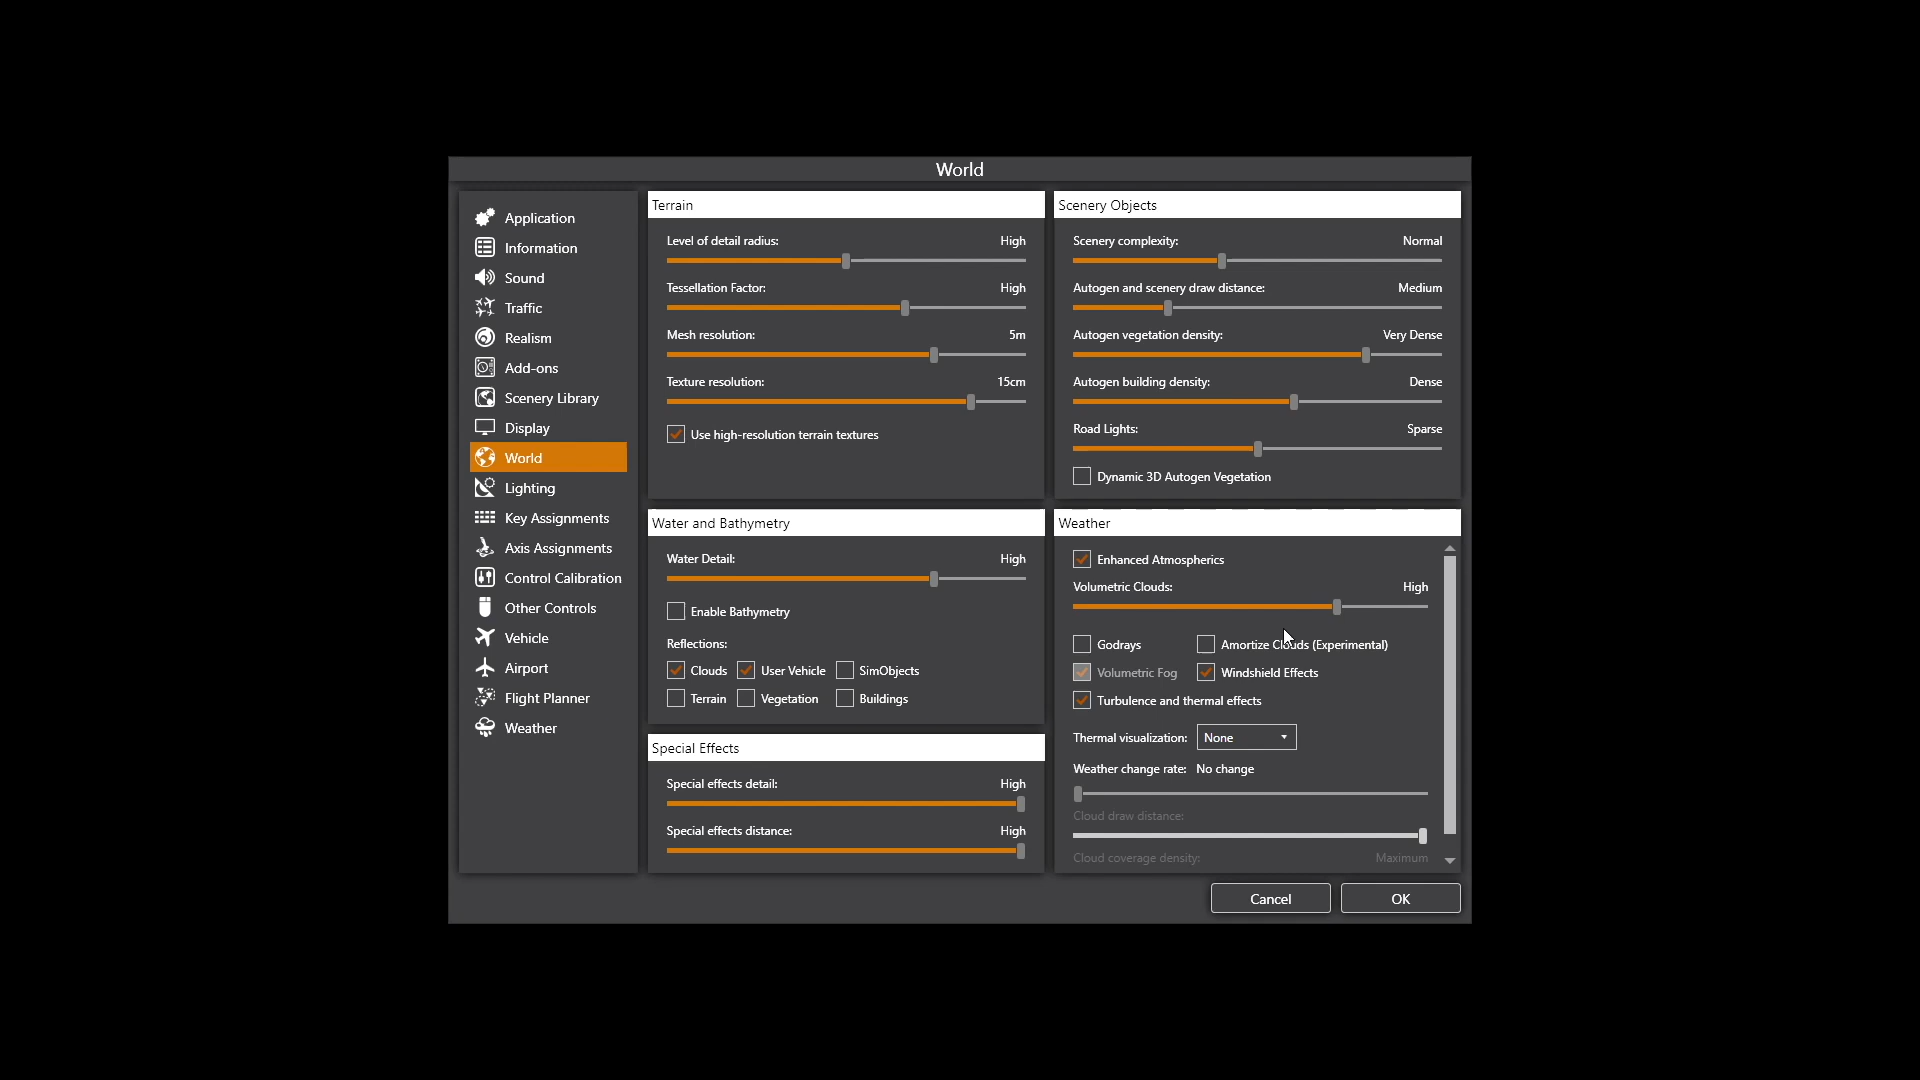 World
Application
Information
Sound
Traffic
Realism
Add-ons
Scenery Library
Display
World
Lighting
Key Assignments
Axis Assignments
Control Calibration
Other Controls
Vehicle
Airport
Flight Planner
Weather
Terrain
Level of detail radius: High
Tessellation Factor: High
Mesh resolution: 5m
Texture resolution: 15cm
Use high-resolution terrain textures
Water and Bathymetry
Water Detail: High
Enable Bathymetry
Reflections:
Clouds User Vehicle SimObjects
Terrain Vegetation Buildings
Special Effects
Special effects detail: High
Special effects distance: High
Scenery Objects
Scenery complexity: Normal
Autogen and scenery draw distance: Medium
Autogen vegetation density: Very Dense
Autogen building density: Dense
Road Lights: Sparse
Dynamic 3D Autogen Vegetation
Weather
Enhanced Atmospherics
Volumetric Clouds: High
Godrays Amortize Clouds (Experimental)
Volumetric Fog Windshield Effects
Turbulence and thermal effects
Thermal visualization: None
Weather change rate: No change
Cloud draw distance:
Cloud coverage density: Maximum
Cancel OK